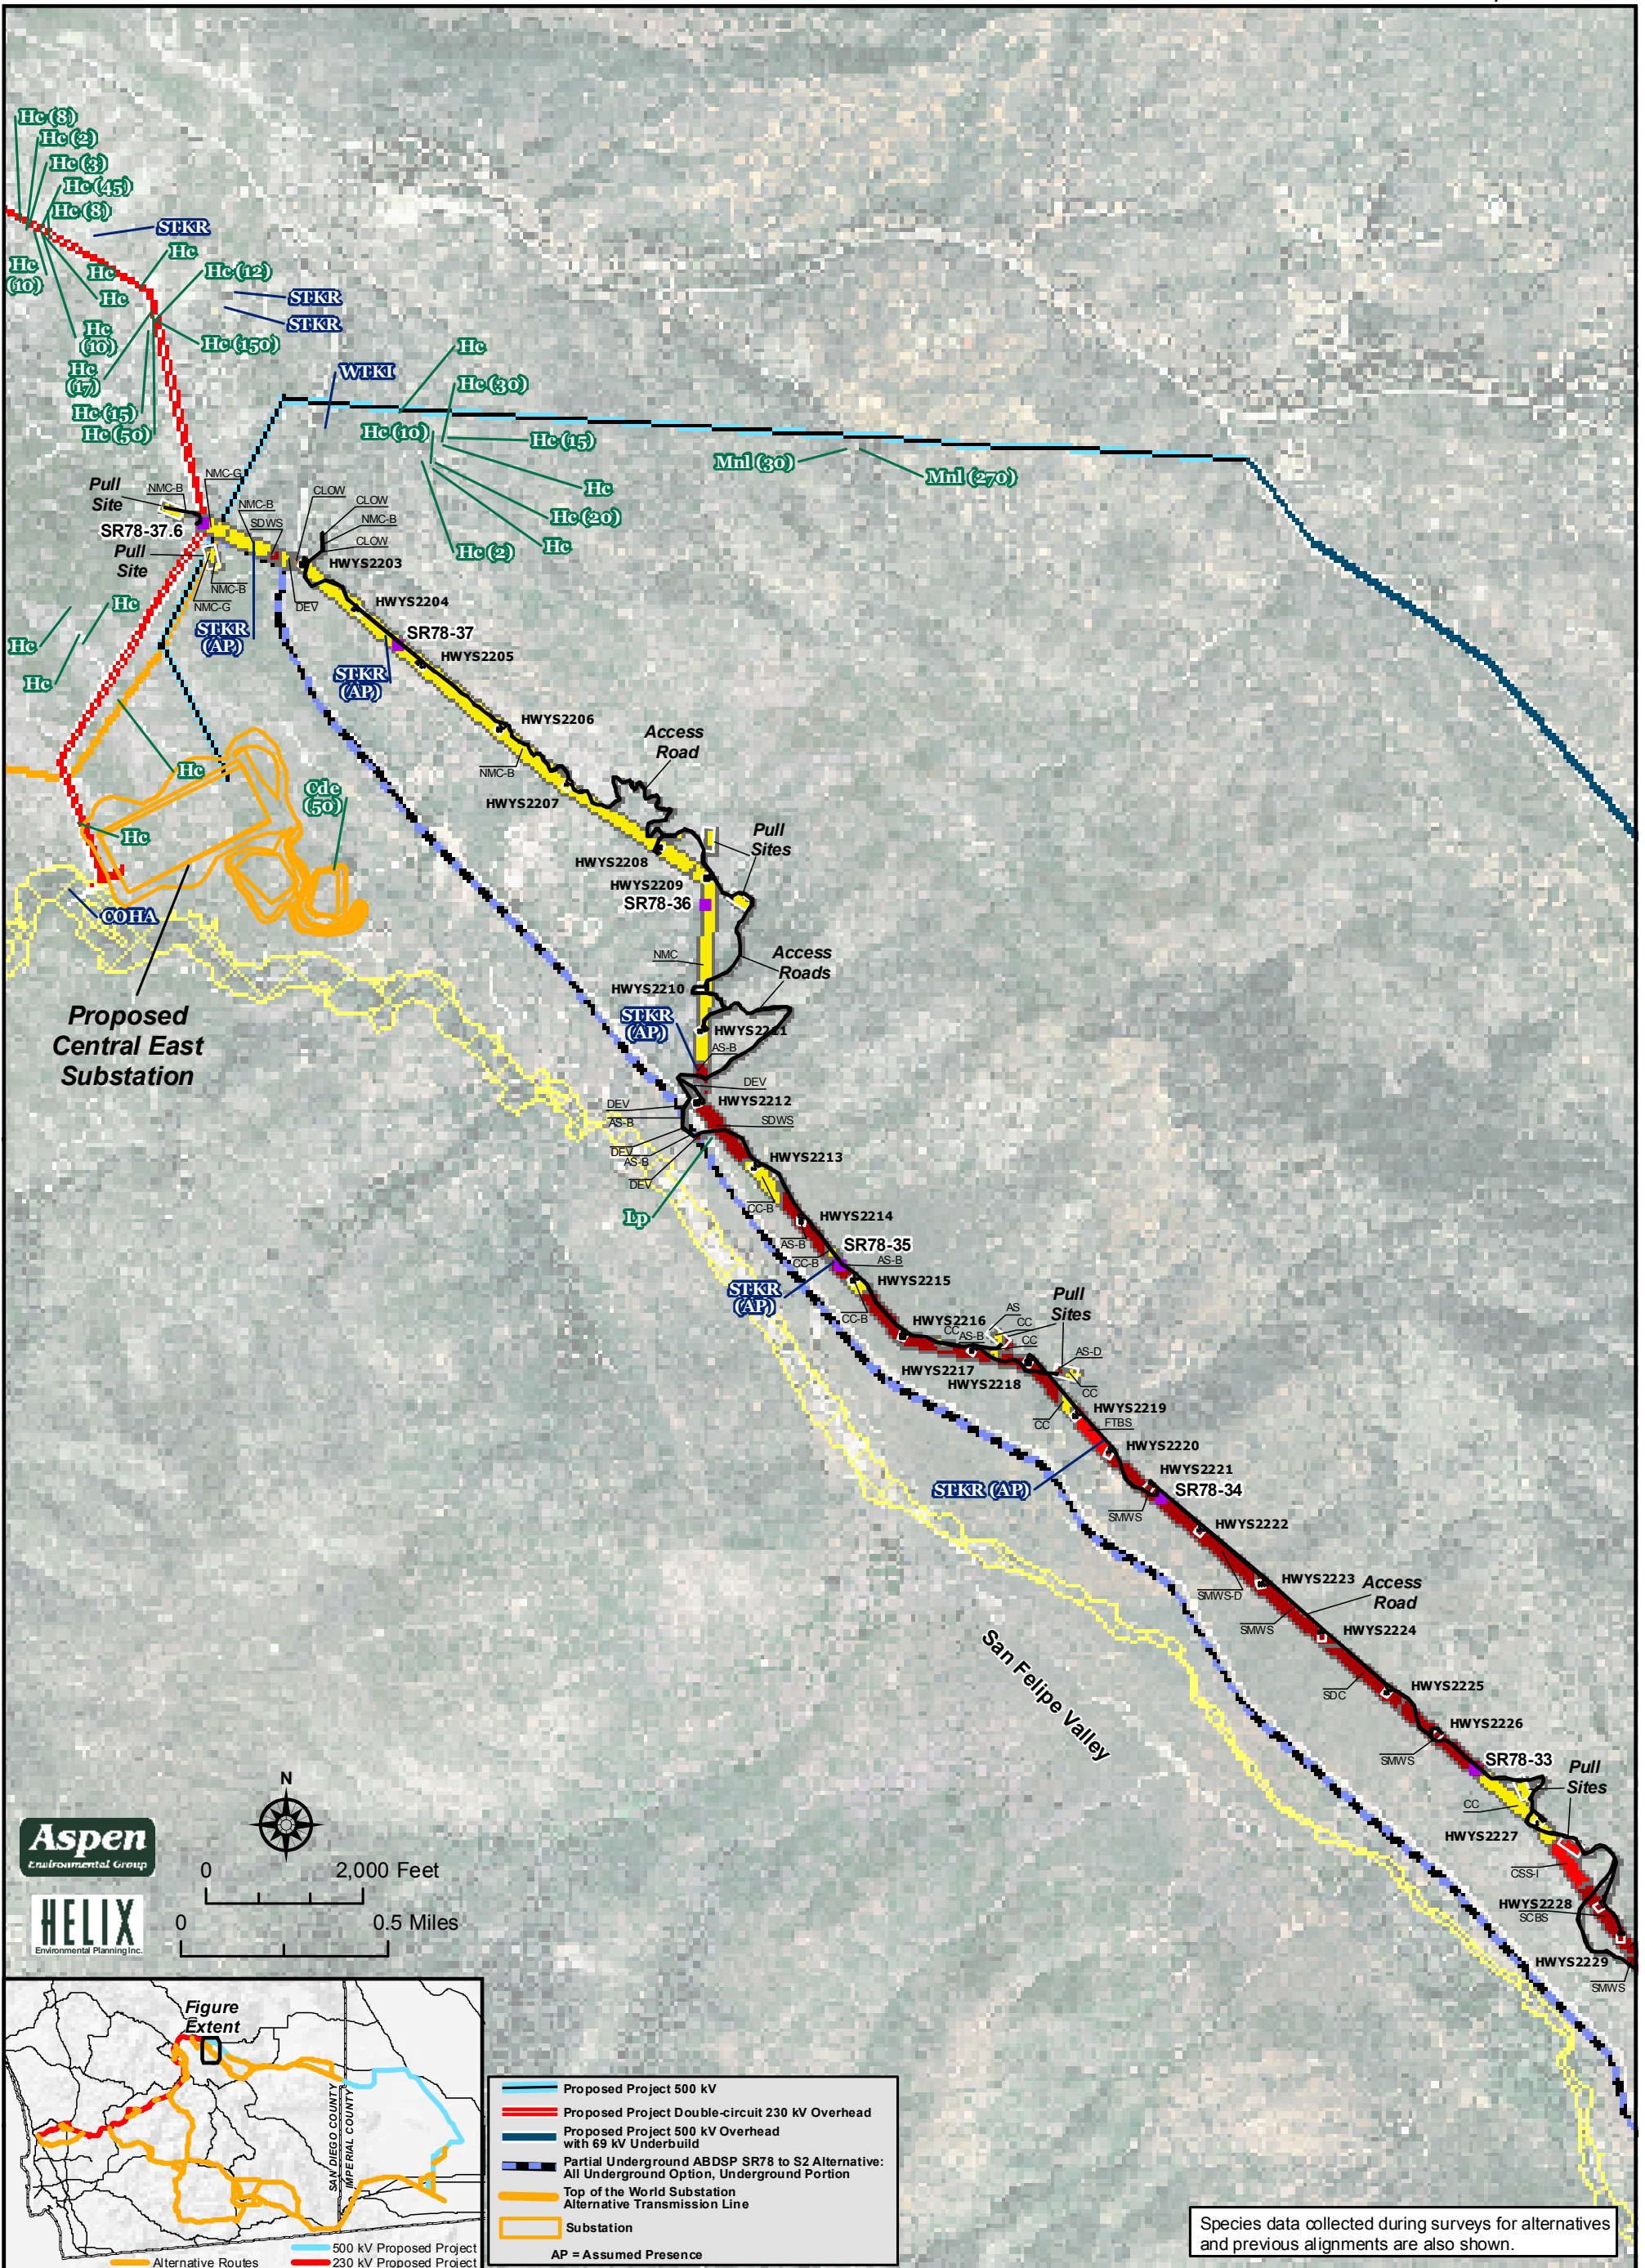 Hc (8)
Hc (2)
Hc (3)
Hc (45)
Hc (8)
STKR
Hc
Hc
(10)
Hc
Hc
Hc (12)
STKR
STKR
Hc
(10)
Hc (150)
Hc
(17)
Hc (15)
Hc (50)
WTKI
Hc
Hc (30)
Hc (10)
Hc (15)
Hc
Hc (20)
Hc
Hc (2)
Mnl (30)
Mnl (270)
Pull
Site
NMC-B
NMC-G
SR78-37.6
NMC-B
SDWS
CLOW
CLOW
NMC-B
CLOW
HWYS2203
Pull
Site
NMC-B
NMC-G
DEV
HWYS2204
Hc
Hc
Hc
STKR
(AP)
SR78-37
HWYS2205
STKR
(AP)
HWYS2206
NMC-B
HWYS2207
Access
Road
Hc
Cde
(50)
Hc
COHA
Proposed
Central East
Substation
Pull
Sites
HWYS2208
HWYS2209
SR78-36
NMC
Access
Roads
HWYS2210
STKR
(AP)
HWYS2211
AS-B
DEV
HWYS2212
DEV
AS-B
SDWS
DEV
AS-B
DEV
HWYS2213
Lp
CC-B
HWYS2214
AS-B
CC-B
SR78-35
AS-B
HWYS2215
STKR
(AP)
CC-B
HWYS2216
CC
AS-B
AS
CC
CC
Pull
Sites
HWYS2217
HWYS2218
AS-D
CC
CC
HWYS2219
FTBS
HWYS2220
STKR (AP)
HWYS2221
SR78-34
SMWS
HWYS2222
SMWS-D
HWYS2223
Access
Road
SMWS
HWYS2224
SDC
HWYS2225
HWYS2226
SMWS
San Felipe Valley
SR78-33
Pull
Sites
CC
HWYS2227
CSS-I
HWYS2228
SCBS
HWYS2229
SMWS
N
Aspen
Environmental Group
HELIX
Environmental Planning Inc.
0 2,000 Feet
0 0.5 Miles
Figure
Extent
SAN DIEGO COUNTY
IMPERIAL COUNTY
500 kV Proposed Project
Alternative Routes
230 kV Proposed Project
Proposed Project 500 kV
Proposed Project Double-circuit 230 kV Overhead
Proposed Project 500 kV Overhead
with 69 kV Underbuild
Partial Underground ABDSP SR78 to S2 Alternative:
All Underground Option, Underground Portion
Top of the World Substation
Alternative Transmission Line
Substation
AP = Assumed Presence
Species data collected during surveys for alternatives
and previous alignments are also shown.